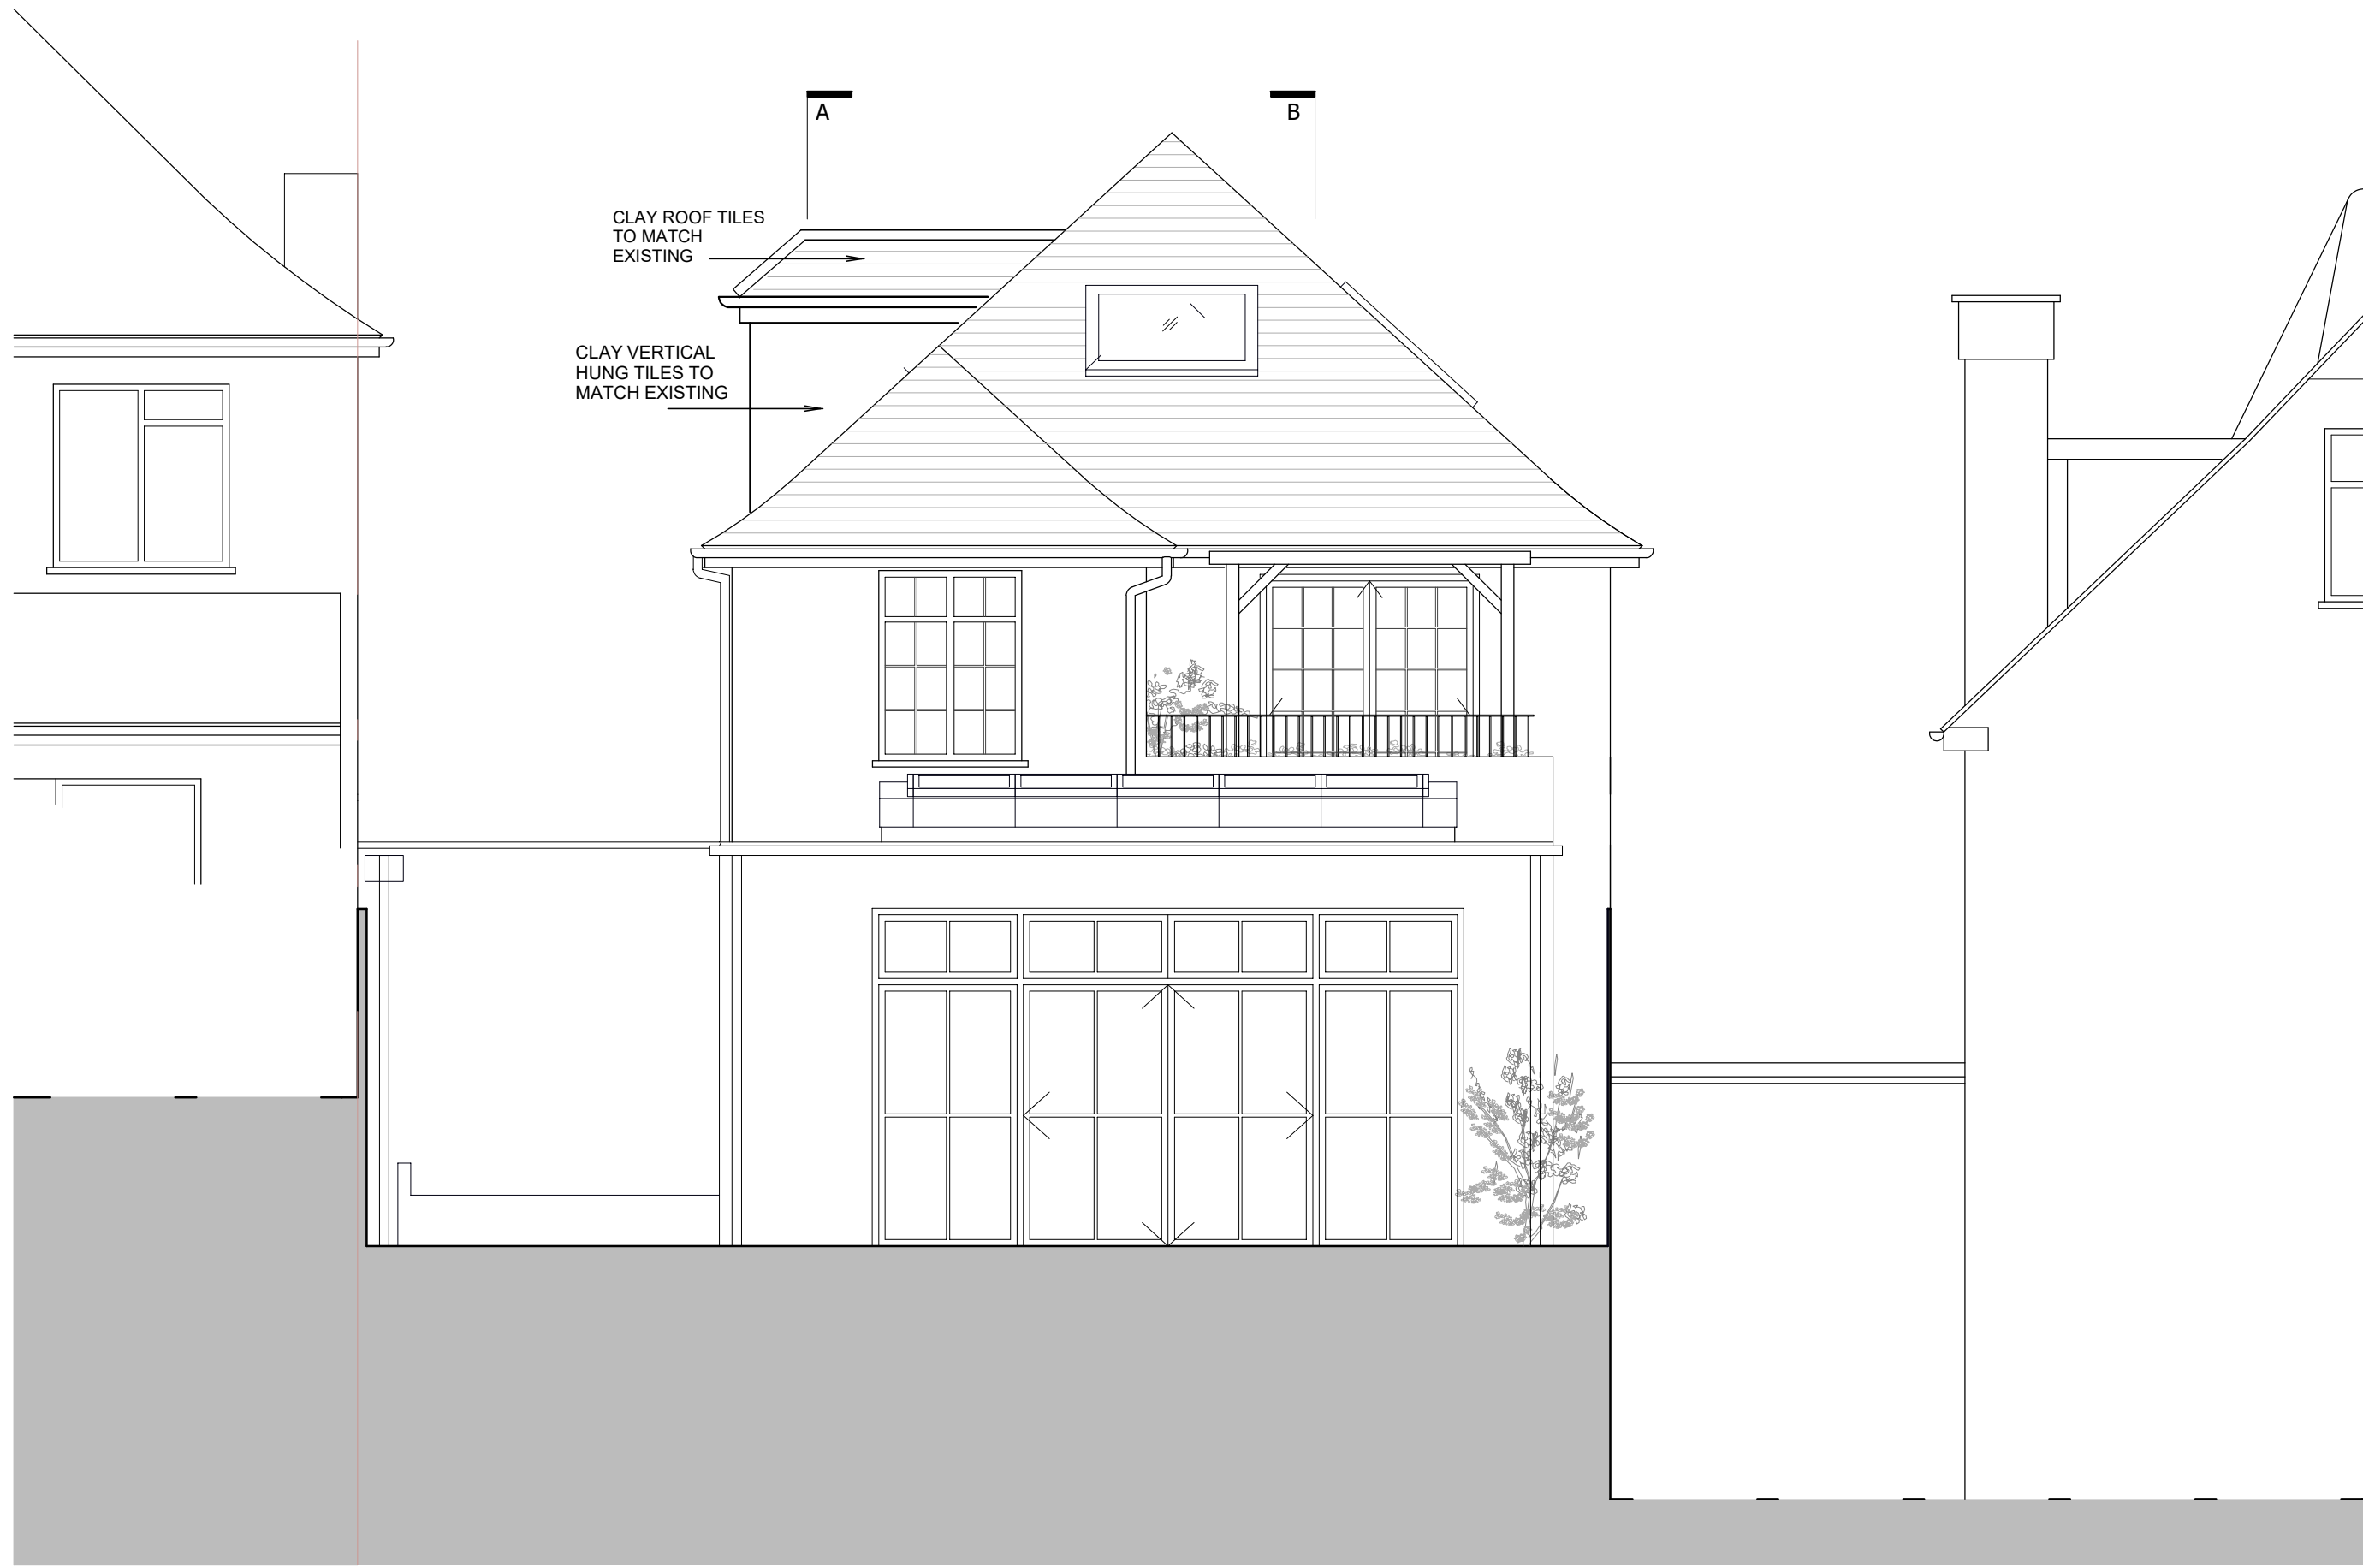 A
B
CLAY ROOF TILES
TO MATCH
EXISTING
CLAY VERTICAL
HUNG TILES TO
MATCH EXISTING